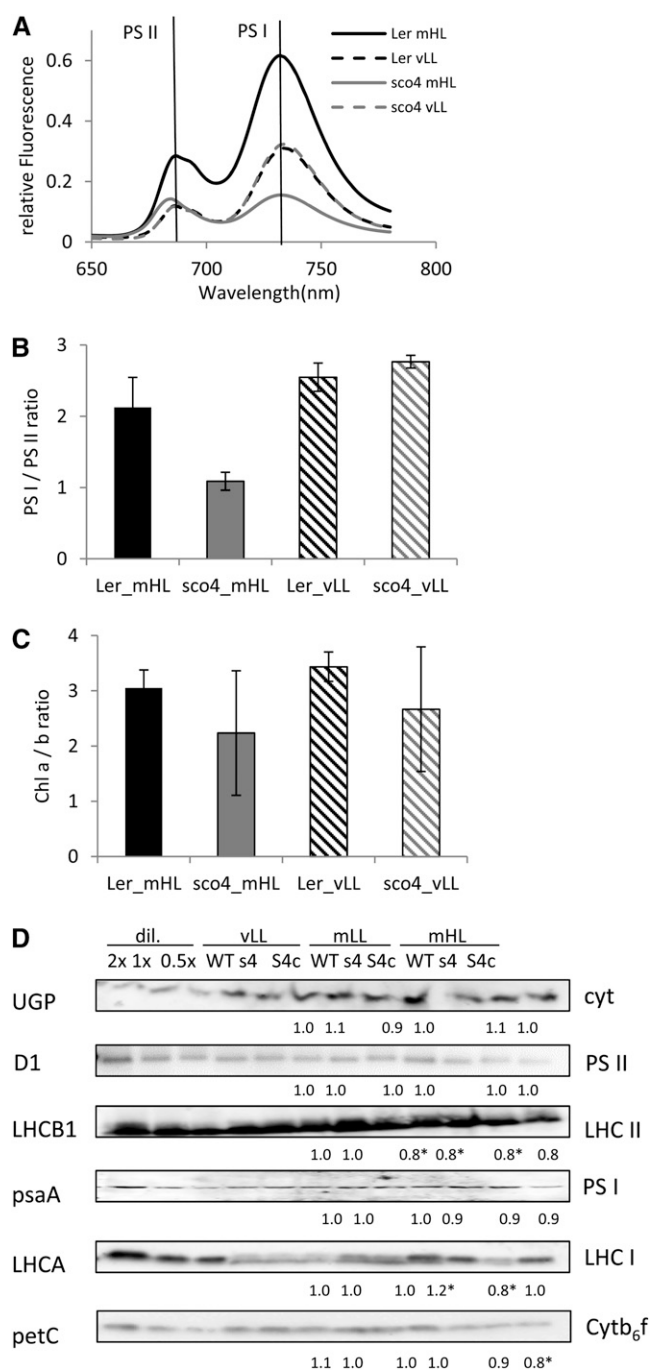 A
PS II
PS I
Ler mHL
Ler vLL
sco4 mHL
sco4 vLL
relative Fluorescence
0.6
0.4
0.2
0
650
700
750
800
Wavelength(nm)
B
PS I / PS II ratio
3
2
1
0
Ler_mHL
sco4_mHL
Ler_vLL
sco4_vLL
C
Chl a / b ratio
4
3
2
1
0
Ler_mHL
sco4_mHL
Ler_vLL
sco4_vLL
D
dil. vLL mLL mHL
2x 1x 0.5x WT s4 S4c WT s4 S4c WT s4 S4c
UGP cyt
1.0 1.1 0.9 1.0 1.1 1.0
D1 PS II
1.0 1.0 1.0 1.0 1.0 1.0
LHCB1 LHC II
1.0 1.0 0.8* 0.8* 0.8* 0.8
psaA PS I
1.0 1.0 1.0 0.9 0.9 0.9
LHCA LHC I
1.0 1.0 1.0 1.2* 0.8* 1.0
petC Cytb₆f
1.1 1.0 1.0 1.0 0.9 0.8*